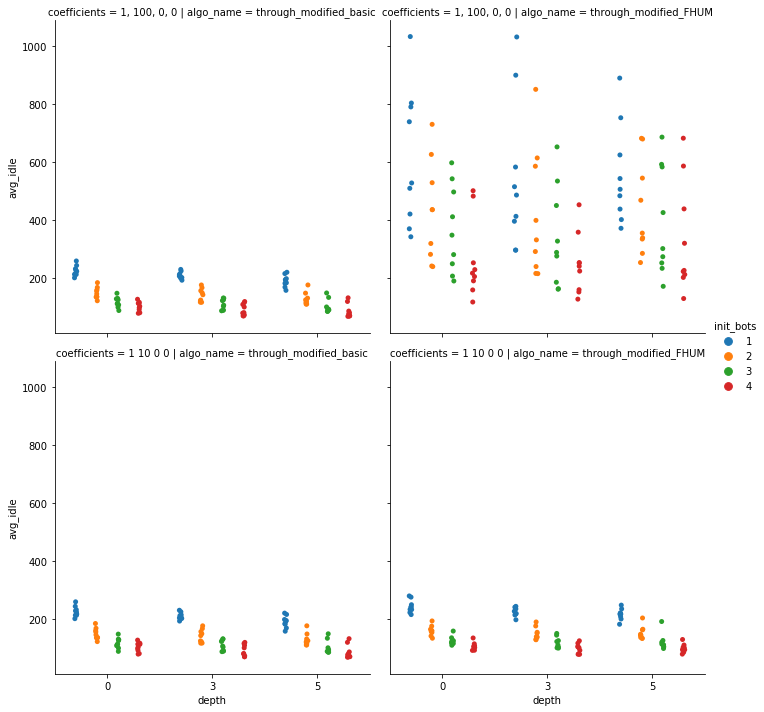 coefficients = 1, 100, 0, 0 | algo_name = through_modified_basic
coefficients = 1, 100, 0, 0 | algo_name = through_modified_FHUM
1000
800
600
400
200
avg_idle
init_bots
1
2
3
4
coefficients = 1 10 0 0 | algo_name = through_modified_basic
coefficients = 1 10 0 0 | algo_name = through_modified_FHUM
1000
800
600
400
200
avg_idle
0 3 5
depth
0 3 5
depth